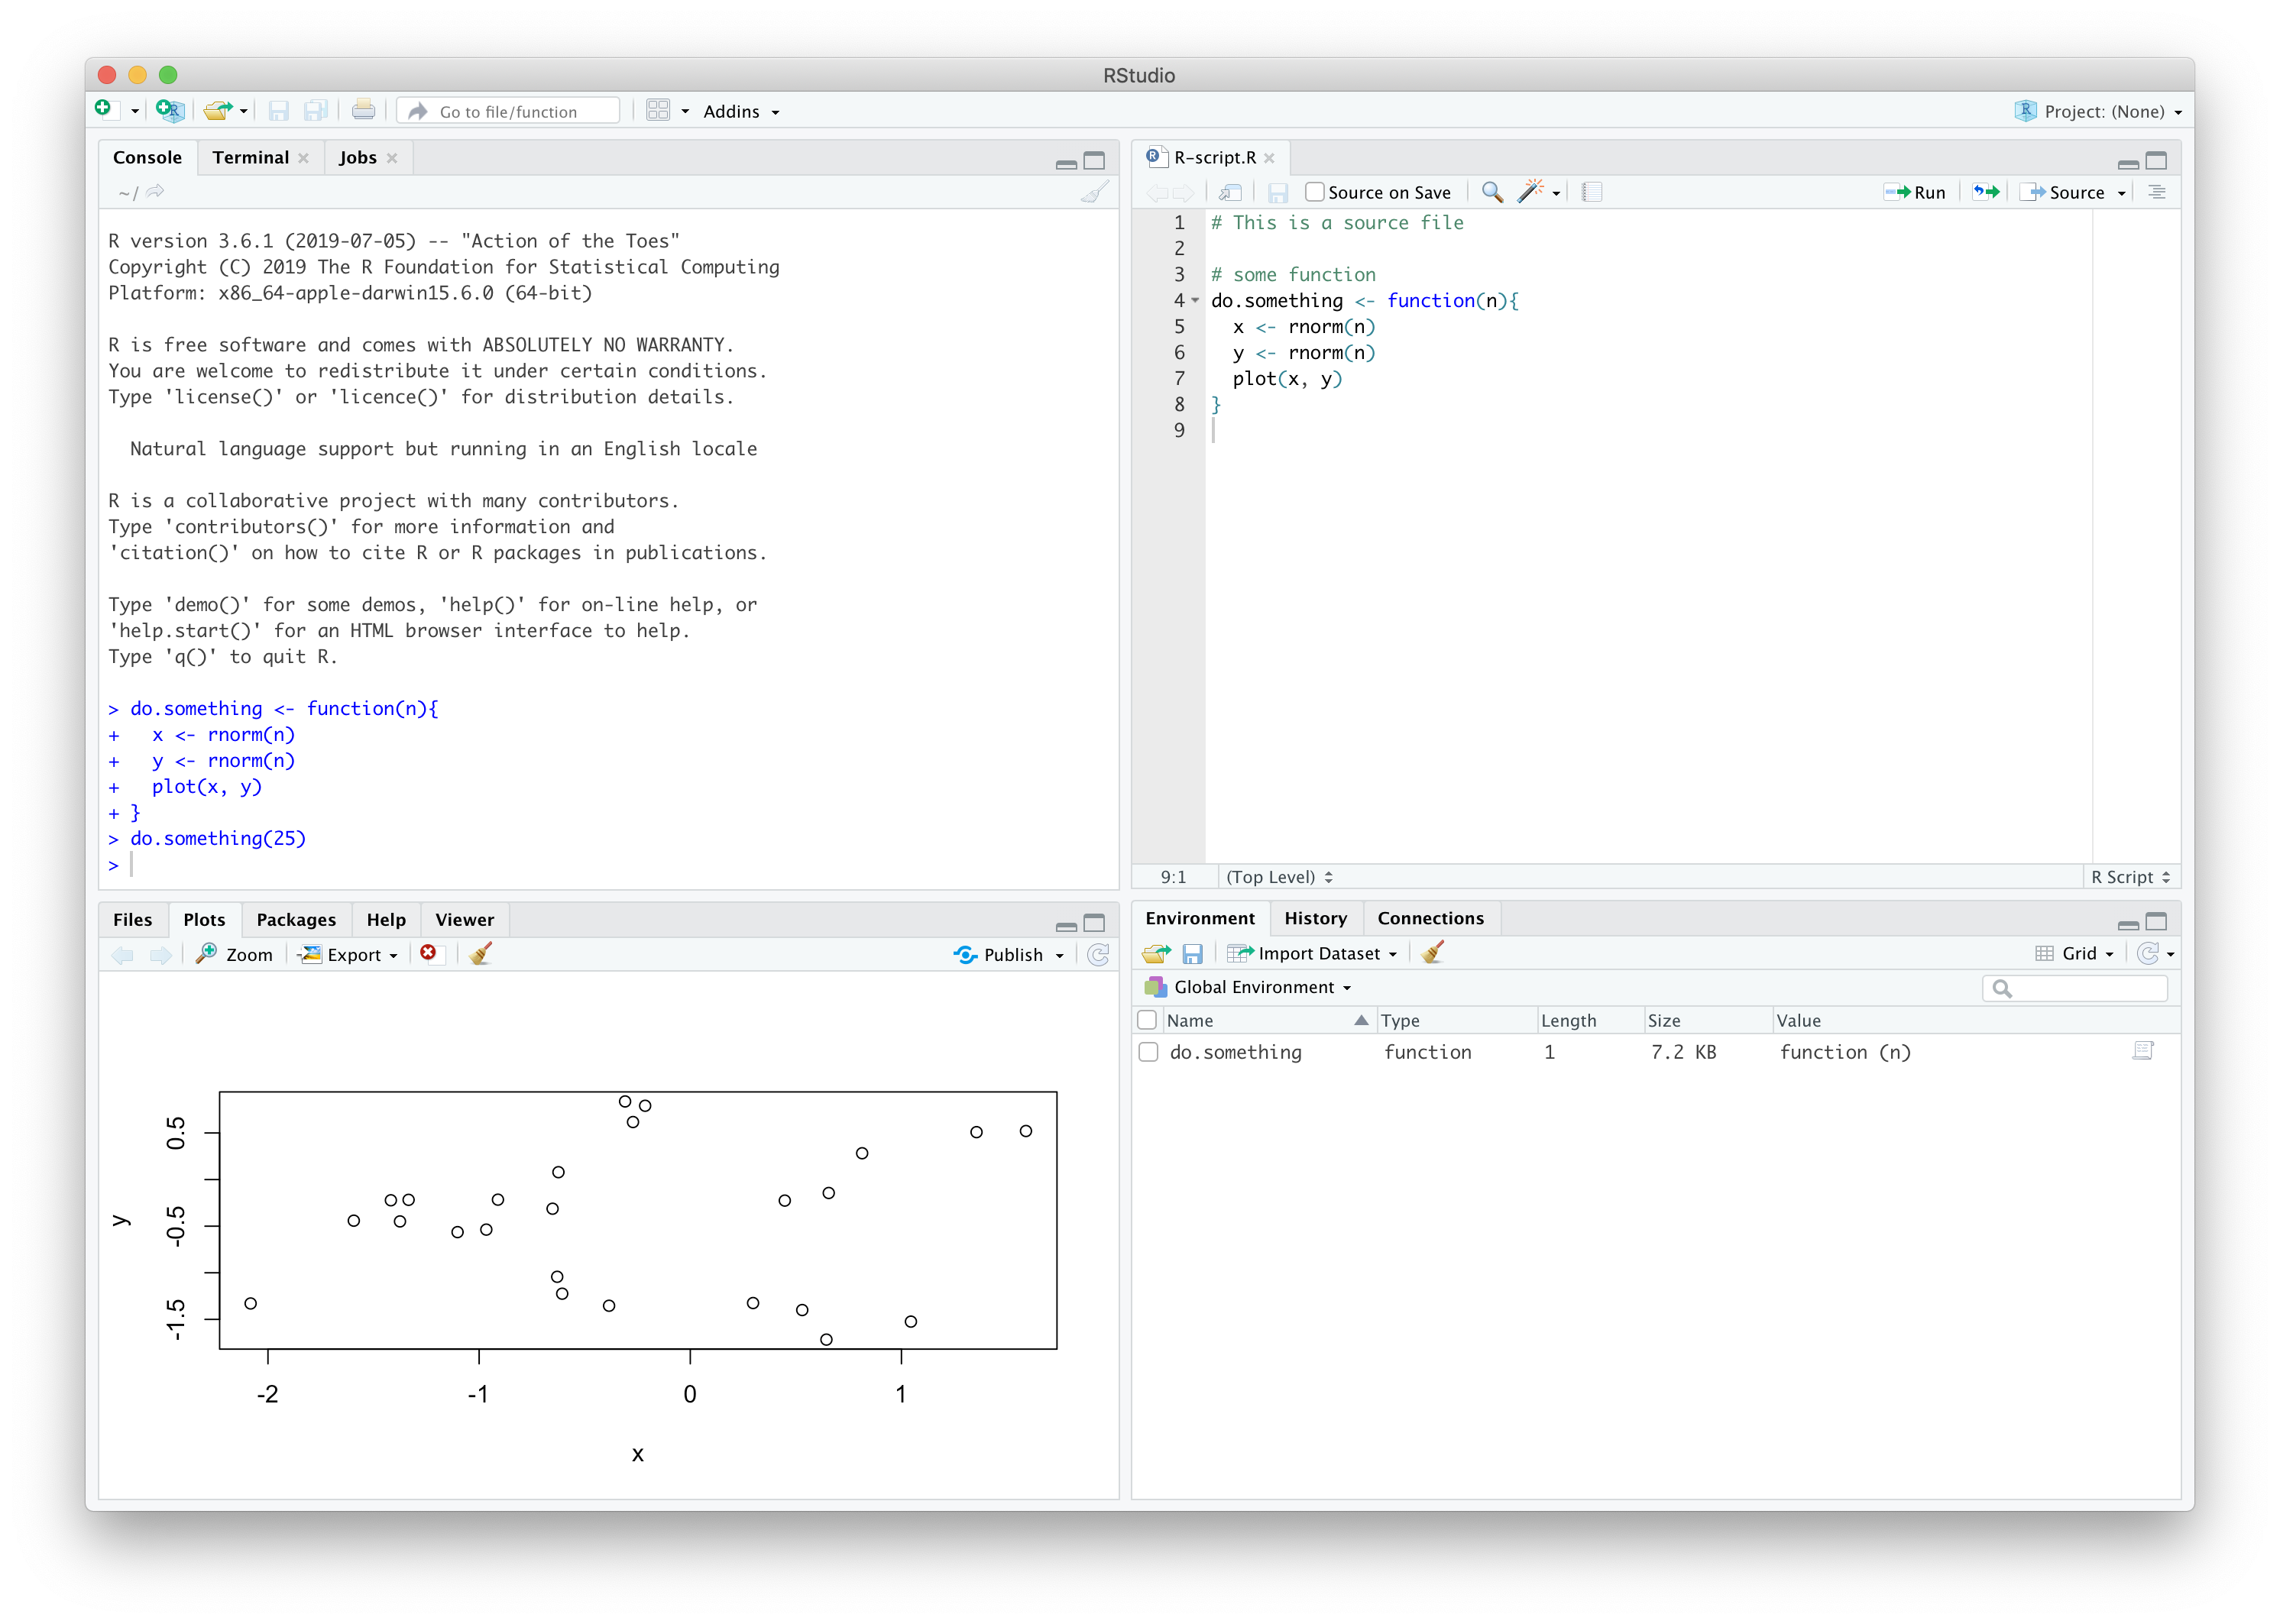 RStudio
Go to file/function
Addins
Project: (None)
Console Terminal Jobs
~/
R version 3.6.1 (2019-07-05) -- "Action of the Toes"
Copyright (C) 2019 The R Foundation for Statistical Computing
Platform: x86_64-apple-darwin15.6.0 (64-bit)
R is free software and comes with ABSOLUTELY NO WARRANTY.
You are welcome to redistribute it under certain conditions.
Type 'license()' or 'licence()' for distribution details.
Natural language support but running in an English locale
R is a collaborative project with many contributors.
Type 'contributors()' for more information and
'citation()' on how to cite R or R packages in publications.
Type 'demo()' for some demos, 'help()' for on-line help, or
'help.start()' for an HTML browser interface to help.
Type 'q()' to quit R.
> do.something <- function(n){
+   x <- rnorm(n)
+   y <- rnorm(n)
+   plot(x, y)
+ }
> do.something(25)
>
R-script.R
Source on Save
Run
Source
1 # This is a source file
2
3 # some function
4 do.something <- function(n){
5   x <- rnorm(n)
6   y <- rnorm(n)
7   plot(x, y)
8 }
9
9:1 (Top Level) R Script
Files Plots Packages Help Viewer
Zoom Export Publish
0.5
-0.5
-1.5
y
-2 -1 0 1
x
Environment History Connections
Import Dataset Grid
Global Environment
Name Type Length Size Value
do.something function 1 7.2 KB function (n)